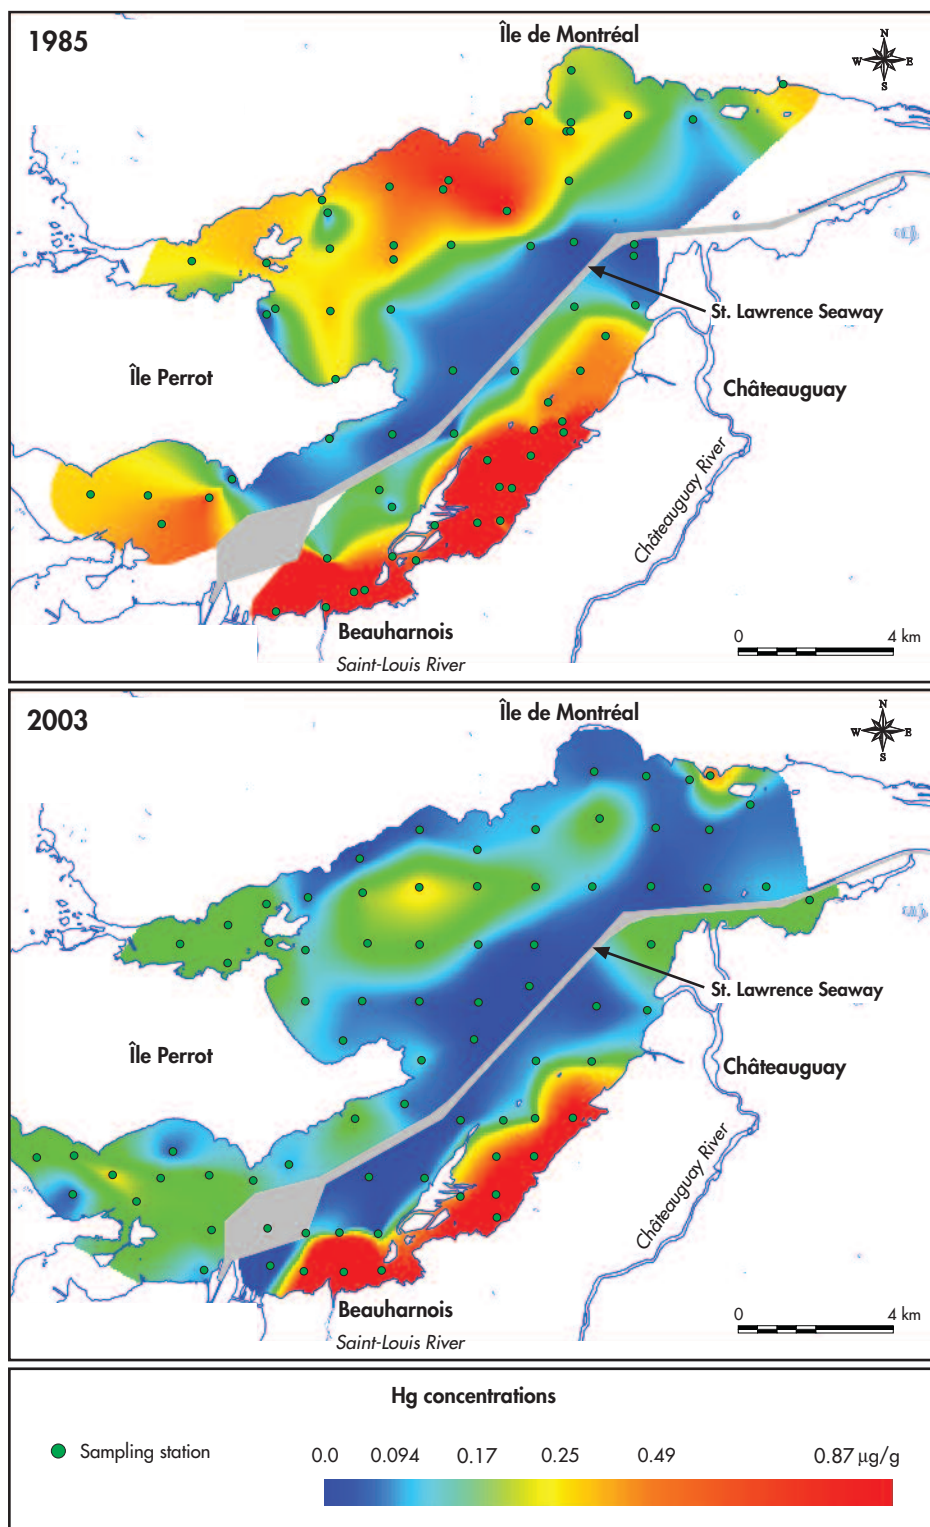 1985
Île de Montréal
N
W E
S
St. Lawrence Seaway
Île Perrot
Châteauguay
Châteauguay River
Beauharnois
Saint-Louis River
0 4 km
2003
Île de Montréal
N
W E
S
St. Lawrence Seaway
Île Perrot
Châteauguay
Châteauguay River
Beauharnois
Saint-Louis River
0 4 km
Hg concentrations
Sampling station
0.0 0.094 0.17 0.25 0.49 0.87 µg/g